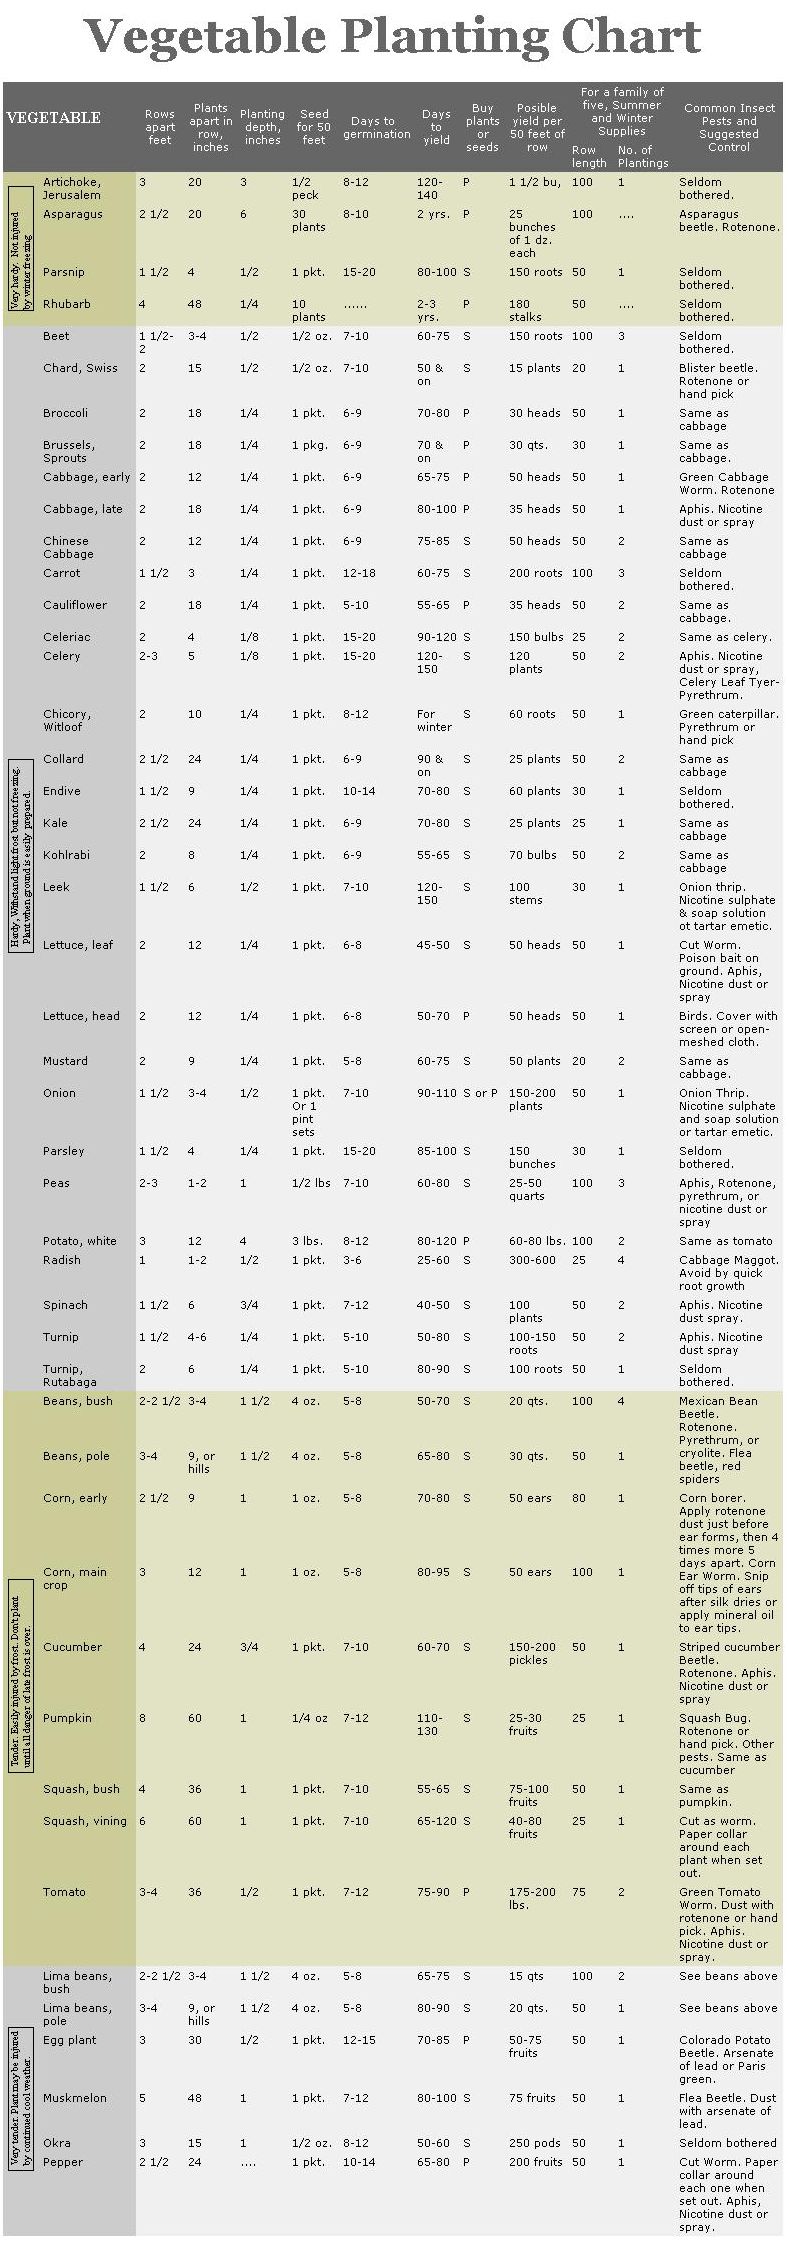 Vegetable Planting Chart
VEGETABLE | Rows apart feet | Plants apart in row, inches | Planting depth, inches | Seed for 50 feet | Days to germination | Days to yield | Buy plants or seeds | Posible yield per 50 feet of row | For a family of five, Summer and Winter Supplies | Common Insect Pests and Suggested Control
Row length | No. of Plantings
Very hardy. Not injured by winter freezing
Artichoke, Jerusalem | 3 | 20 | 3 | 1/2 peck | 8-12 | 120-140 | P | 1 1/2 bu, | 100 | 1 | Seldom bothered.
Asparagus | 2 1/2 | 20 | 6 | 30 plants | 8-10 | 2 yrs. | P | 25 bunches of 1 dz. each | 100 | .... | Asparagus beetle. Rotenone.
Parsnip | 1 1/2 | 4 | 1/2 | 1 pkt. | 15-20 | 80-100 | S | 150 roots | 50 | 1 | Seldom bothered.
Rhubarb | 4 | 48 | 1/4 | 10 plants | ...... | 2-3 yrs. | P | 180 stalks | 50 | .... | Seldom bothered.
Hardy, Withstand light frost but not freezing. Plant when ground is easily prepared.
Beet | 1 1/2-2 | 3-4 | 1/2 | 1/2 oz. | 7-10 | 60-75 | S | 150 roots | 100 | 3 | Seldom bothered.
Chard, Swiss | 2 | 15 | 1/2 | 1/2 oz. | 7-10 | 50 & on | S | 15 plants | 20 | 1 | Blister beetle. Rotenone or hand pick
Broccoli | 2 | 18 | 1/4 | 1 pkt. | 6-9 | 70-80 | P | 30 heads | 50 | 1 | Same as cabbage
Brussels, Sprouts | 2 | 18 | 1/4 | 1 pkg. | 6-9 | 70 & on | P | 30 qts. | 30 | 1 | Same as cabbage.
Cabbage, early | 2 | 12 | 1/4 | 1 pkt. | 6-9 | 65-75 | P | 50 heads | 50 | 1 | Green Cabbage Worm. Rotenone
Cabbage, late | 2 | 18 | 1/4 | 1 pkt. | 6-9 | 80-100 | P | 35 heads | 50 | 1 | Aphis. Nicotine dust or spray
Chinese Cabbage | 2 | 12 | 1/4 | 1 pkt. | 6-9 | 75-85 | S | 50 heads | 50 | 2 | Same as cabbage
Carrot | 1 1/2 | 3 | 1/4 | 1 pkt. | 12-18 | 60-75 | S | 200 roots | 100 | 3 | Seldom bothered.
Cauliflower | 2 | 18 | 1/4 | 1 pkt. | 5-10 | 55-65 | P | 35 heads | 50 | 2 | Same as cabbage.
Celeriac | 2 | 4 | 1/8 | 1 pkt. | 15-20 | 90-120 | S | 150 bulbs | 25 | 2 | Same as celery.
Celery | 2-3 | 5 | 1/8 | 1 pkt. | 15-20 | 120-150 | S | 120 plants | 50 | 2 | Aphis. Nicotine dust or spray, Celery Leaf Tyer-Pyrethrum.
Chicory, Witloof | 2 | 10 | 1/4 | 1 pkt. | 8-12 | For winter | S | 60 roots | 50 | 1 | Green caterpillar. Pyrethrum or hand pick
Collard | 2 1/2 | 24 | 1/4 | 1 pkt. | 6-9 | 90 & on | S | 25 plants | 50 | 2 | Same as cabbage
Endive | 1 1/2 | 9 | 1/4 | 1 pkt. | 10-14 | 70-80 | S | 60 plants | 30 | 1 | Seldom bothered.
Kale | 2 1/2 | 24 | 1/4 | 1 pkt. | 6-9 | 70-80 | S | 25 plants | 25 | 1 | Same as cabbage
Kohlrabi | 2 | 8 | 1/4 | 1 pkt. | 6-9 | 55-65 | S | 70 bulbs | 50 | 2 | Same as cabbage
Leek | 1 1/2 | 6 | 1/2 | 1 pkt. | 7-10 | 120-150 | S | 100 stems | 30 | 1 | Onion thrip. Nicotine sulphate & soap solution ot tartar emetic.
Lettuce, leaf | 2 | 12 | 1/4 | 1 pkt. | 6-8 | 45-50 | S | 50 heads | 50 | 1 | Cut Worm. Poison bait on ground. Aphis, Nicotine dust or spray
Lettuce, head | 2 | 12 | 1/4 | 1 pkt. | 6-8 | 50-70 | P | 50 heads | 50 | 1 | Birds. Cover with screen or open-meshed cloth.
Mustard | 2 | 9 | 1/4 | 1 pkt. | 5-8 | 60-75 | S | 50 plants | 20 | 2 | Same as cabbage.
Onion | 1 1/2 | 3-4 | 1/2 | 1 pkt. Or 1 pint sets | 7-10 | 90-110 | S or P | 150-200 plants | 50 | 1 | Onion Thrip. Nicotine sulphate and soap solution or tartar emetic.
Parsley | 1 1/2 | 4 | 1/4 | 1 pkt. | 15-20 | 85-100 | S | 150 bunches | 30 | 1 | Seldom bothered.
Peas | 2-3 | 1-2 | 1 | 1/2 lbs | 7-10 | 60-80 | S | 25-50 quarts | 100 | 3 | Aphis, Rotenone, pyrethrum, or nicotine dust or spray
Potato, white | 3 | 12 | 4 | 3 lbs. | 8-12 | 80-120 | P | 60-80 lbs. | 100 | 2 | Same as tomato
Radish | 1 | 1-2 | 1/2 | 1 pkt. | 3-6 | 25-60 | S | 300-600 | 25 | 4 | Cabbage Maggot. Avoid by quick root growth
Spinach | 1 1/2 | 6 | 3/4 | 1 pkt. | 7-12 | 40-50 | S | 100 plants | 50 | 2 | Aphis. Nicotine dust spray.
Turnip | 1 1/2 | 4-6 | 1/4 | 1 pkt. | 5-10 | 50-80 | S | 100-150 roots | 50 | 2 | Aphis. Nicotine dust spray
Turnip, Rutabaga | 2 | 6 | 1/4 | 1 pkt. | 5-10 | 80-90 | S | 100 roots | 50 | 1 | Seldom bothered.
Tender. Easily injured by frost. Don't plant until all danger of late frost is over.
Beans, bush | 2-2 1/2 | 3-4 | 1 1/2 | 4 oz. | 5-8 | 50-70 | S | 20 qts. | 100 | 4 | Mexican Bean Beetle. Rotenone. Pyrethrum, or cryolite. Flea beetle, red spiders
Beans, pole | 3-4 | 9, or hills | 1 1/2 | 4 oz. | 5-8 | 65-80 | S | 30 qts. | 50 | 1
Corn, early | 2 1/2 | 9 | 1 | 1 oz. | 5-8 | 70-80 | S | 50 ears | 80 | 1 | Corn borer. Apply rotenone dust just before ear forms, then 4 times more 5 days apart. Corn Ear Worm. Snip off tips of ears after silk dries or apply mineral oil to ear tips.
Corn, main crop | 3 | 12 | 1 | 1 oz. | 5-8 | 80-95 | S | 50 ears | 100 | 1
Cucumber | 4 | 24 | 3/4 | 1 pkt. | 7-10 | 60-70 | S | 150-200 pickles | 50 | 1 | Striped cucumber Beetle. Rotenone. Aphis. Nicotine dust or spray
Pumpkin | 8 | 60 | 1 | 1/4 oz | 7-12 | 110-130 | S | 25-30 fruits | 25 | 1 | Squash Bug. Rotenone or hand pick. Other pests. Same as cucumber
Squash, bush | 4 | 36 | 1 | 1 pkt. | 7-10 | 55-65 | S | 75-100 fruits | 50 | 1 | Same as pumpkin.
Squash, vining | 6 | 60 | 1 | 1 pkt. | 7-10 | 65-120 | S | 40-80 fruits | 25 | 1 | Cut as worm. Paper collar around each plant when set out.
Tomato | 3-4 | 36 | 1/2 | 1 pkt. | 7-12 | 75-90 | P | 175-200 lbs. | 75 | 2 | Green Tomato Worm. Dust with rotenone or hand pick. Aphis. Nicotine dust or spray.
Very tender. Plant may be injured by continued cool weather.
Lima beans, bush | 2-2 1/2 | 3-4 | 1 1/2 | 4 oz. | 5-8 | 65-75 | S | 15 qts | 100 | 2 | See beans above
Lima beans, pole | 3-4 | 9, or hills | 1 1/2 | 4 oz. | 5-8 | 80-90 | S | 20 qts. | 50 | 1 | See beans above
Egg plant | 3 | 30 | 1/2 | 1 pkt. | 12-15 | 70-85 | P | 50-75 fruits | 50 | 1 | Colorado Potato Beetle. Arsenate of lead or Paris green.
Muskmelon | 5 | 48 | 1 | 1 pkt. | 7-12 | 80-100 | S | 75 fruits | 50 | 1 | Flea Beetle. Dust with arsenate of lead.
Okra | 3 | 15 | 1 | 1/2 oz. | 8-12 | 50-60 | S | 250 pods | 50 | 1 | Seldom bothered
Pepper | 2 1/2 | 24 | .... | 1 pkt. | 10-14 | 65-80 | P | 200 fruits | 50 | 1 | Cut Worm. Paper collar around each one when set out. Aphis, Nicotine dust or spray.